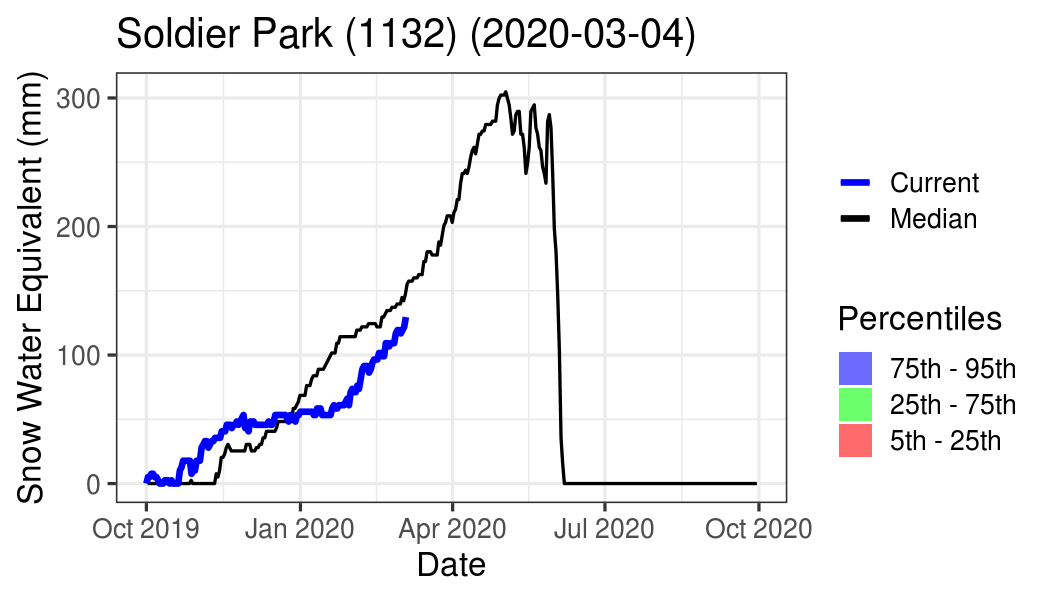 Soldier Park (1132) (2020-03-04)
Snow Water Equivalent (mm)
300
200
100
0
Oct 2019
Jan 2020
Apr 2020
Jul 2020
Oct 2020
Date
Current
Median
Percentiles
75th - 95th
25th - 75th
5th - 25th